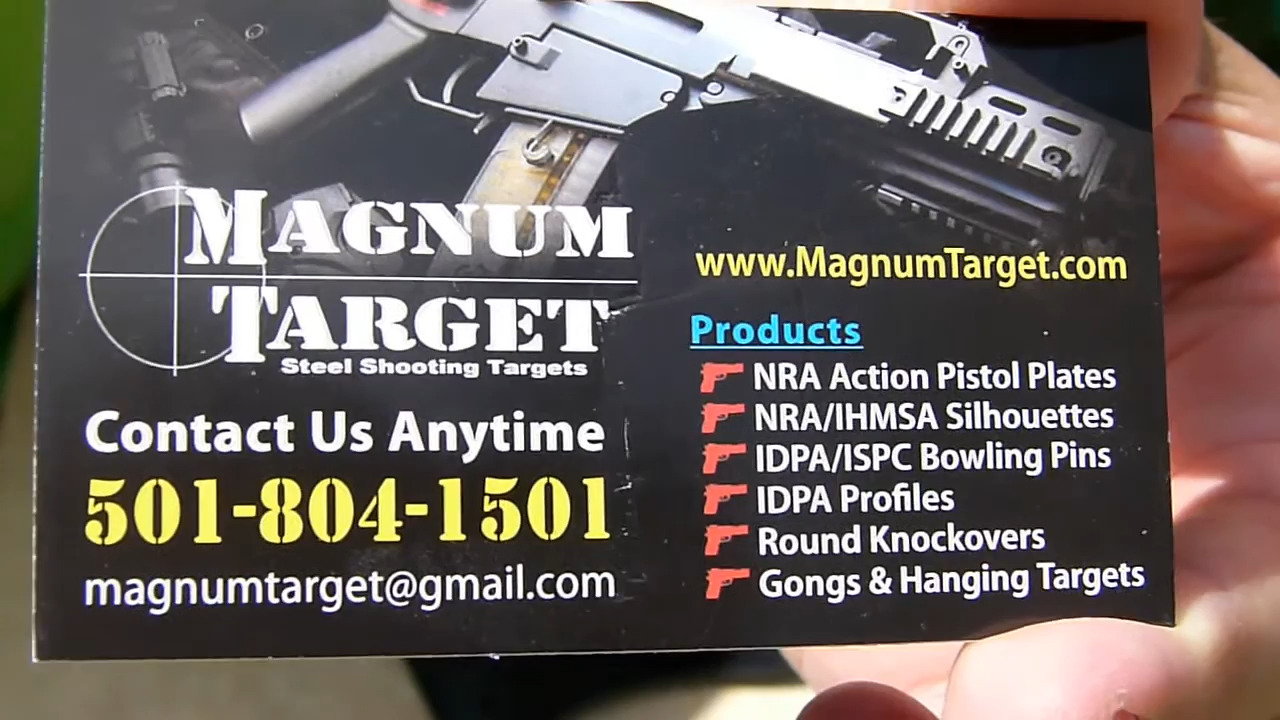 MAGNUM
TARGET
Steel Shooting Targets
Contact Us Anytime
501-804-1501
magnumtarget@gmail.com
www.MagnumTarget.com
Products
NRA Action Pistol Plates
NRA/IHMSA Silhouettes
IDPA/ISPC Bowling Pins
IDPA Profiles
Round Knockovers
Gongs & Hanging Targets